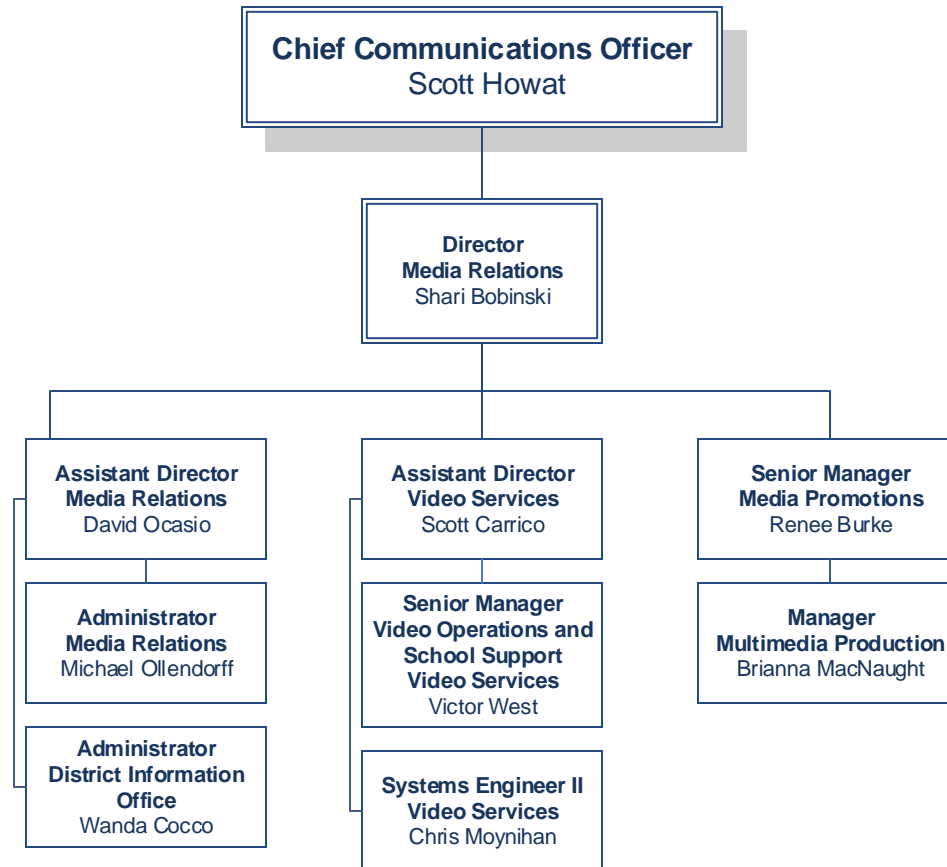 Chief Communications Officer
Scott Howat
Director
Media Relations
Shari Bobinski
Assistant Director
Media Relations
David Ocasio
Administrator
Media Relations
Michael Ollendorff
Administrator
District Information
Office
Wanda Cocco
Assistant Director
Video Services
Scott Carrico
Senior Manager
Video Operations and
School Support
Video Services
Victor West
Systems Engineer II
Video Services
Chris Moynihan
Senior Manager
Media Promotions
Renee Burke
Manager
Multimedia Production
Brianna MacNaught